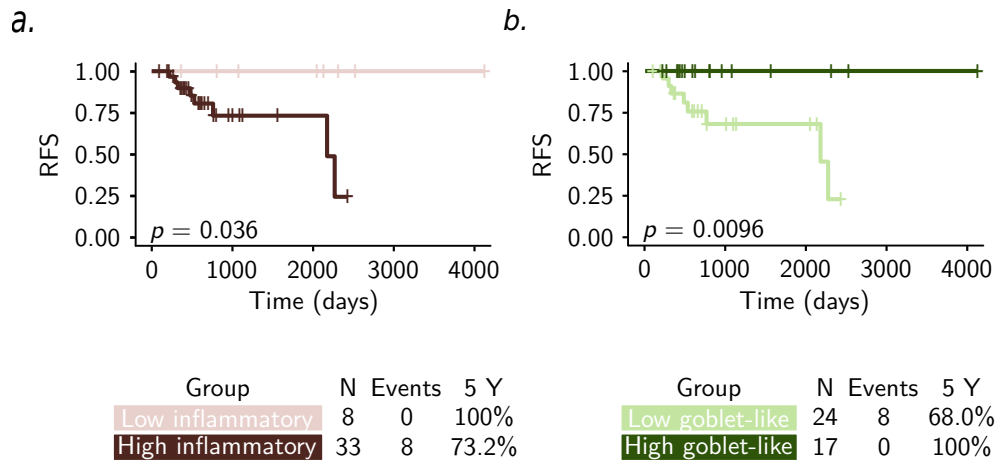 a.
1.00
0.75
0.50
0.25
0.00
RFS
p = 0.036
0 1000 2000 3000 4000
Time (days)
Group N Events 5 Y
Low inflammatory 8 0 100%
High inflammatory 33 8 73.2%
b.
1.00
0.75
0.50
0.25
0.00
RFS
p = 0.0096
0 1000 2000 3000 4000
Time (days)
Group N Events 5 Y
Low goblet-like 24 8 68.0%
High goblet-like 17 0 100%